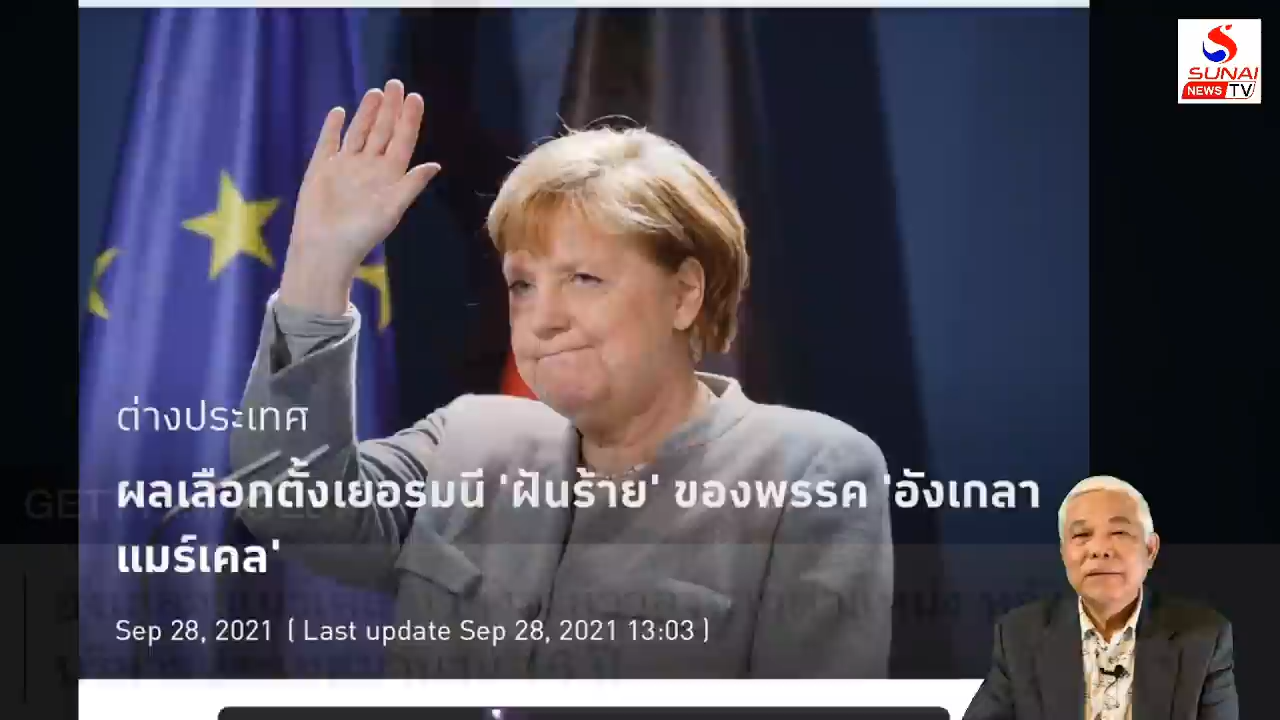 SUNAI
NEWS TV
ต่างประเทศ
ผลเลือกตั้งเยอรมนี 'ฝันร้าย' ของพรรค 'อังเกลา
แมร์เคล'
Sep 28, 2021 ( Last update Sep 28, 2021 13:03 )